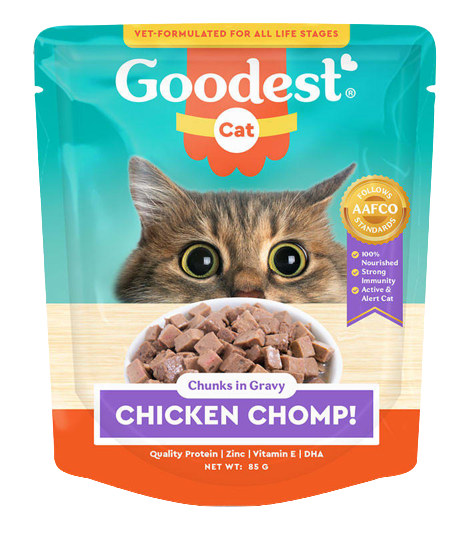 VET-FORMULATED FOR ALL LIFE STAGES
Goodest®
Cat
FOLLOWS
AAFCO
STANDARDS
100%
Nourished
Strong
Immunity
Active &
Alert Cat
Chunks in Gravy
CHICKEN CHOMP!
Quality Protein | Zinc | Vitamin E | DHA
NET WT: 85 G